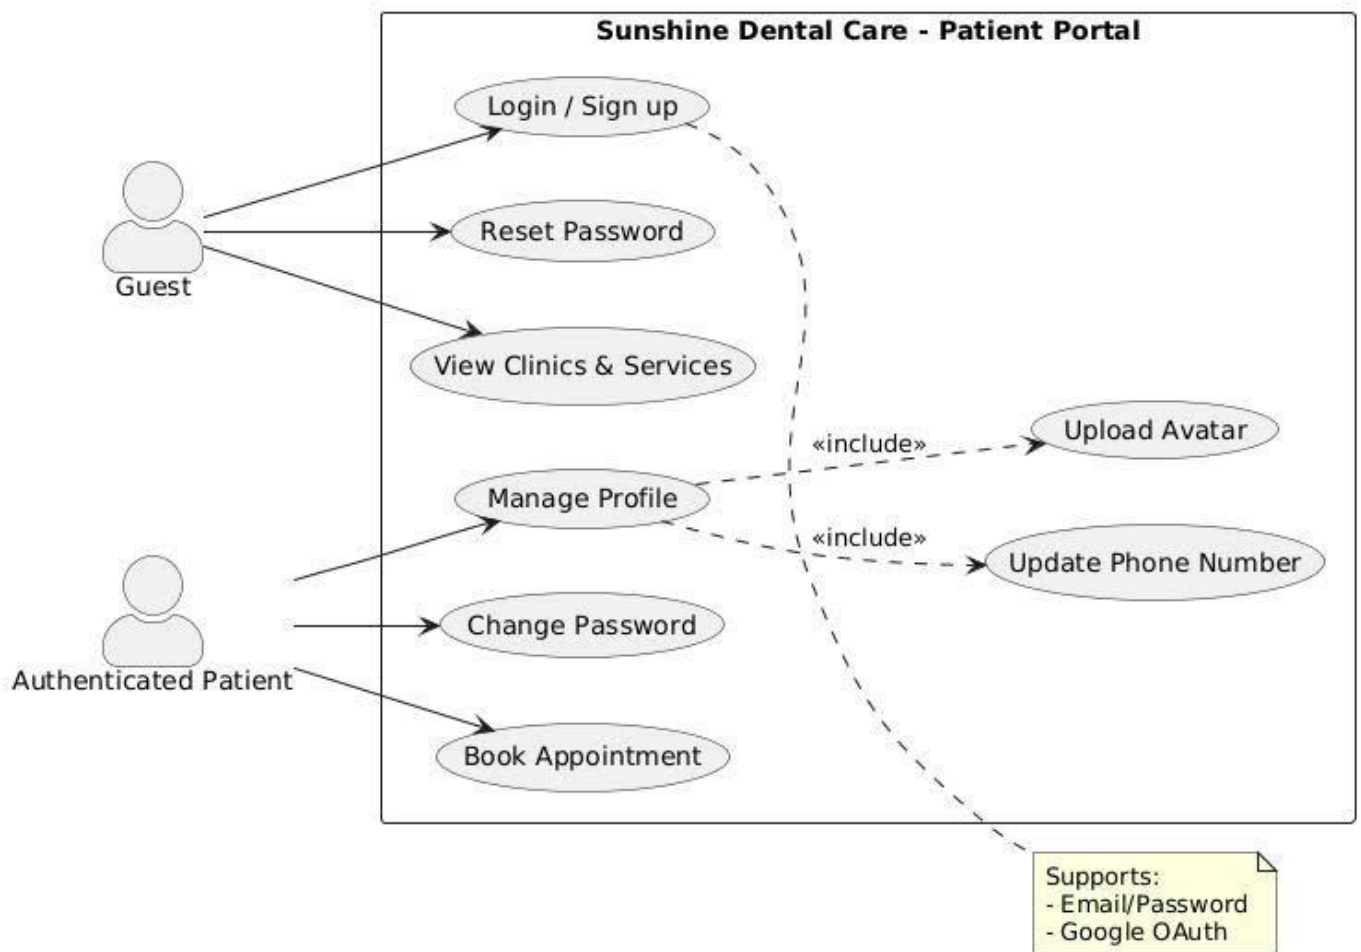 Sunshine Dental Care - Patient Portal
Login / Sign up
Reset Password
Guest
View Clinics & Services
«include»
Upload Avatar
Manage Profile
«include»
Update Phone Number
Change Password
Authenticated Patient
Book Appointment
Supports:
- Email/Password
- Google OAuth